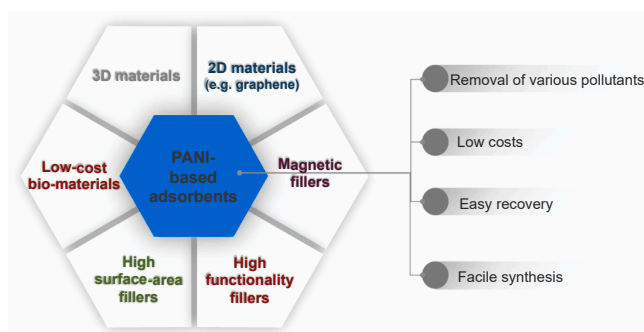 3D materials
2D materials
(e.g. graphene)
Low-cost
bio-materials
PANI-
based
adsorbents
Magnetic
fillers
High
surface-area
fillers
High
functionality
fillers
Removal of various pollutants
Low costs
Easy recovery
Facile synthesis